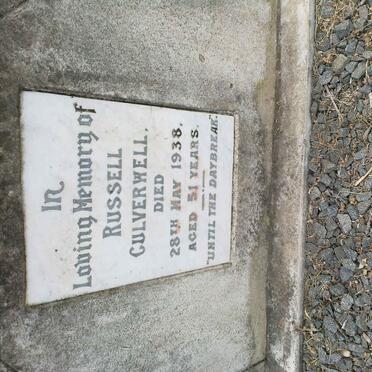 In
Loving Memory of
RUSSELL
CULVERWELL,
DIED
28TH MAY 1938.
AGED 51 YEARS.
"UNTIL THE DAYBREAK."